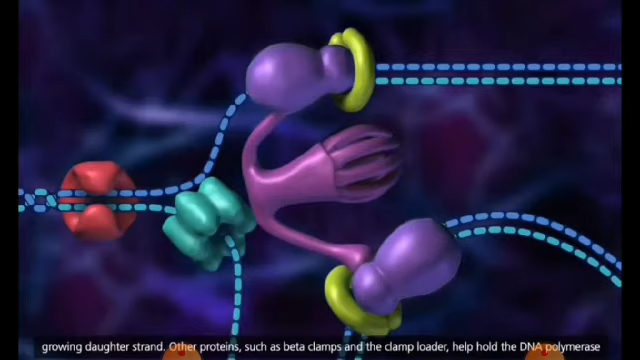 growing daughter strand. Other proteins, such as beta clamps and the clamp loader, help hold the DNA polymerase